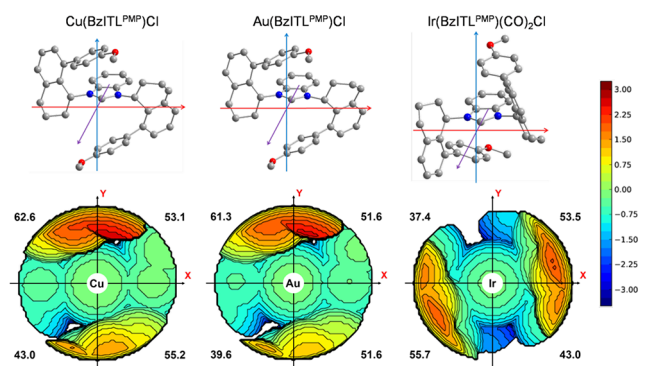 Cu(BzITL^PMP)Cl Au(BzITL^PMP)Cl Ir(BzITL^PMP)(CO)₂Cl
3.00
2.25
1.50
0.75
0.00
−0.75
−1.50
−2.25
−3.00
Y
62.6 53.1
Cu X
43.0 55.2
Y
61.3 51.6
Au X
39.6 51.6
Y
37.4 53.5
Ir X
55.7 43.0